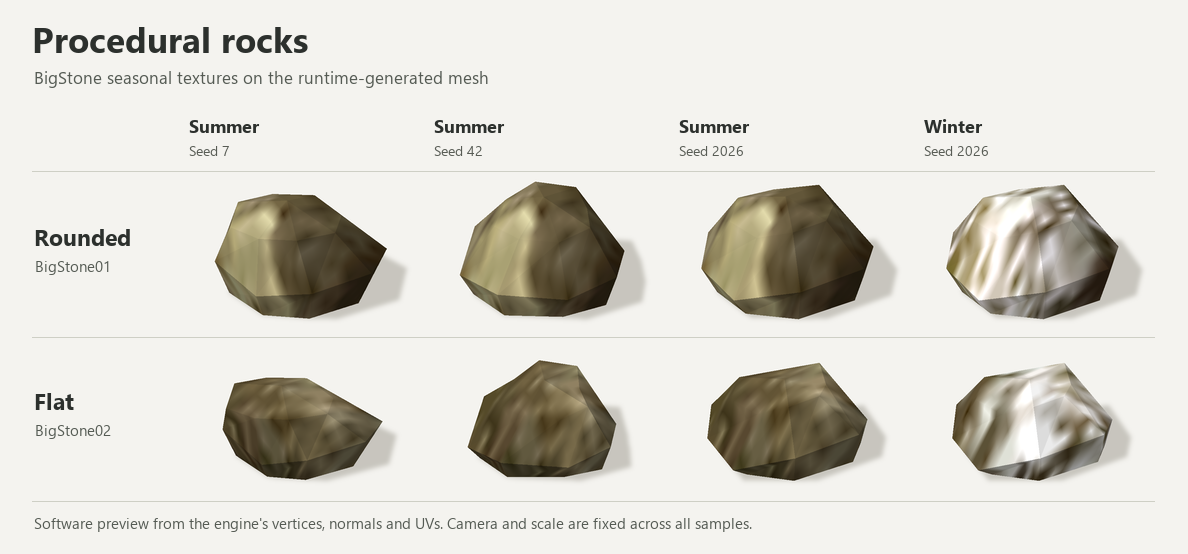 Procedural rocks
BigStone seasonal textures on the runtime-generated mesh
Summer Summer Summer Winter
Seed 7 Seed 42 Seed 2026 Seed 2026
Rounded
BigStone01
Flat
BigStone02
Software preview from the engine's vertices, normals and UVs. Camera and scale are fixed across all samples.